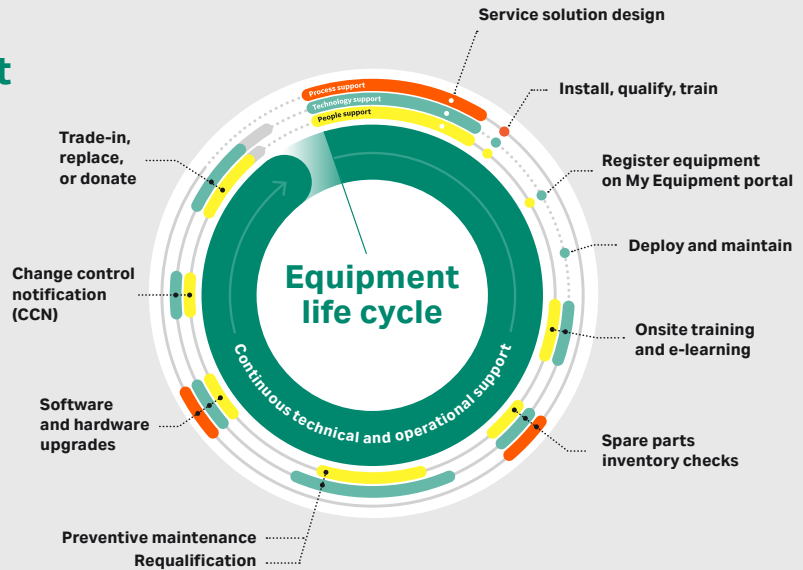 t
Service solution design
Process support
Technology support
People support
Install, qualify, train
Trade-in,
replace,
or donate
Register equipment
on My Equipment portal
Deploy and maintain
Change control
notification
(CCN)
Equipment
life cycle
Onsite training
and e-learning
Continuous technical and operational support
Software
and hardware
upgrades
Spare parts
inventory checks
Preventive maintenance
Requalification